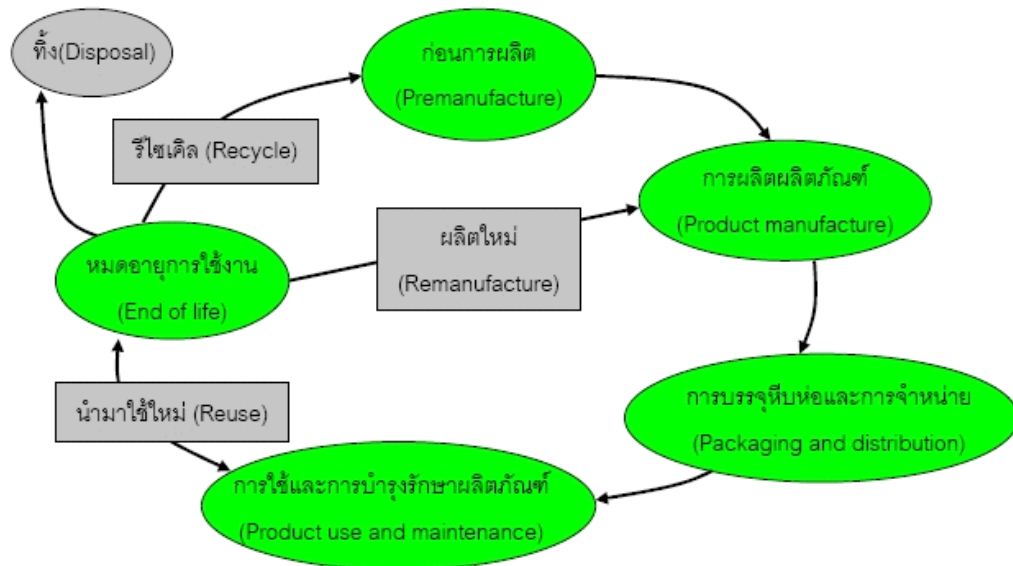 ทิ้ง(Disposal)
ก่อนการผลิต
(Premanufacture)
รีไซเคิล (Recycle)
การผลิตผลิตภัณฑ์
(Product manufacture)
ผลิตใหม่
(Remanufacture)
หมดอายุการใช้งาน
(End of life)
การบรรจุหีบห่อและการจำหน่าย
(Packaging and distribution)
นำมาใช้ใหม่ (Reuse)
การใช้และการบำรุงรักษาผลิตภัณฑ์
(Product use and maintenance)